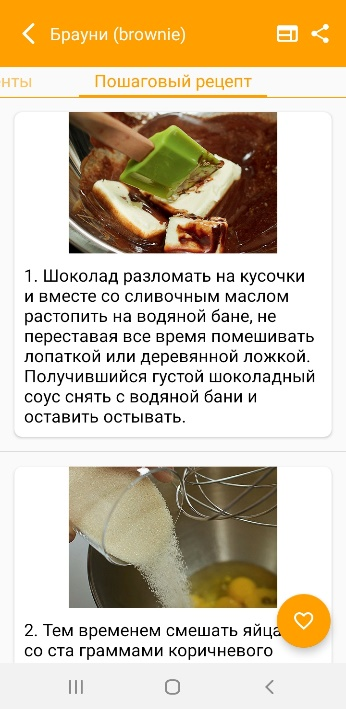 Брауни (brownie)
нты
Пошаговый рецепт
1. Шоколад разломать на кусочки
и вместе со сливочным маслом
растопить на водяной бане, не
переставая все время помешивать
лопаткой или деревянной ложкой.
Получившийся густой шоколадный
соус снять с водяной бани и
оставить остывать.
2. Тем временем смешать яйца
со ста граммами коричневого